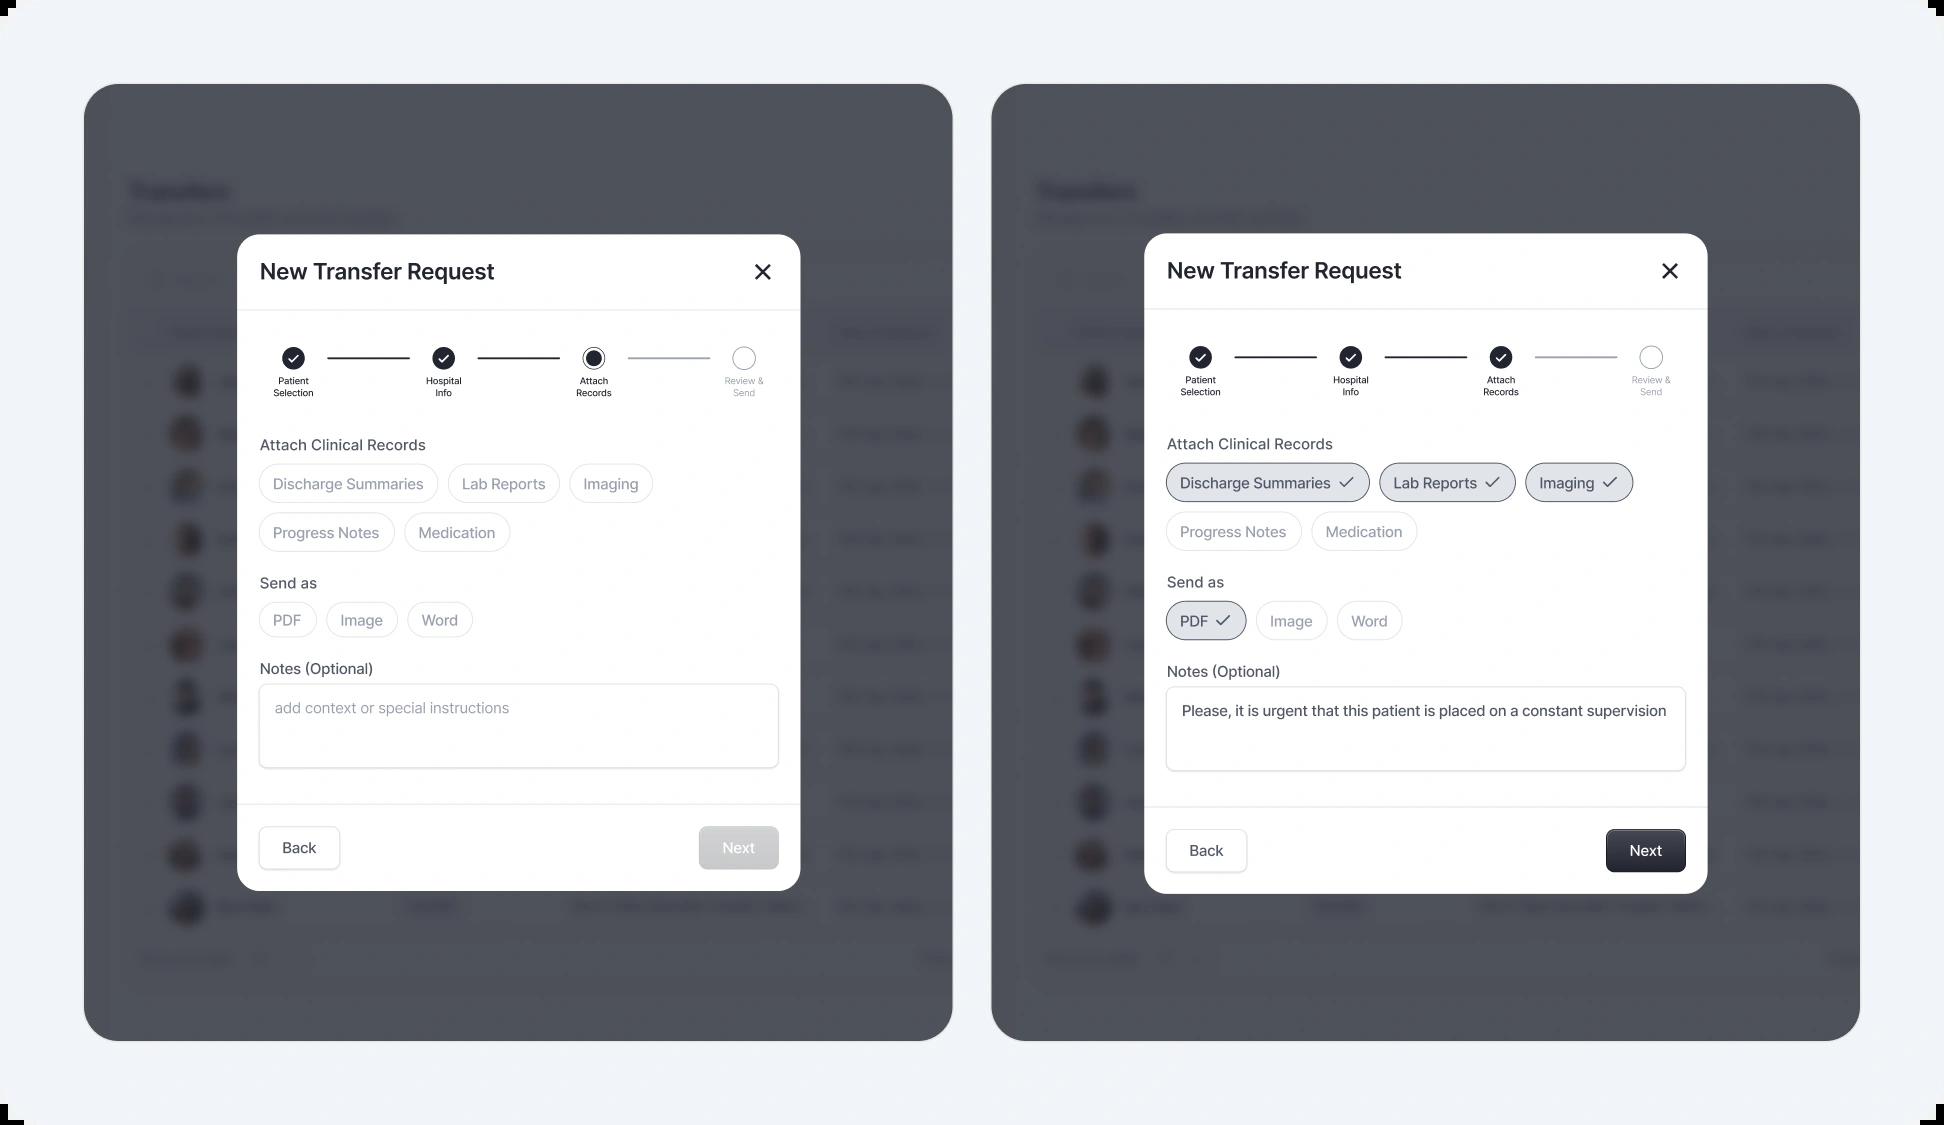 Transfers
New Transfer Request
Patient
Selection
Hospital
Info
Attach
Records
Review &
Send
Attach Clinical Records
Discharge Summaries
Lab Reports
Imaging
Progress Notes
Medication
Send as
PDF
Image
Word
Notes (Optional)
add context or special instructions
Back
Next
Transfers
New Transfer Request
Patient
Selection
Hospital
Info
Attach
Records
Review &
Send
Attach Clinical Records
Discharge Summaries
Lab Reports
Imaging
Progress Notes
Medication
Send as
PDF
Image
Word
Notes (Optional)
Please, it is urgent that this patient is placed on a constant supervision
Back
Next